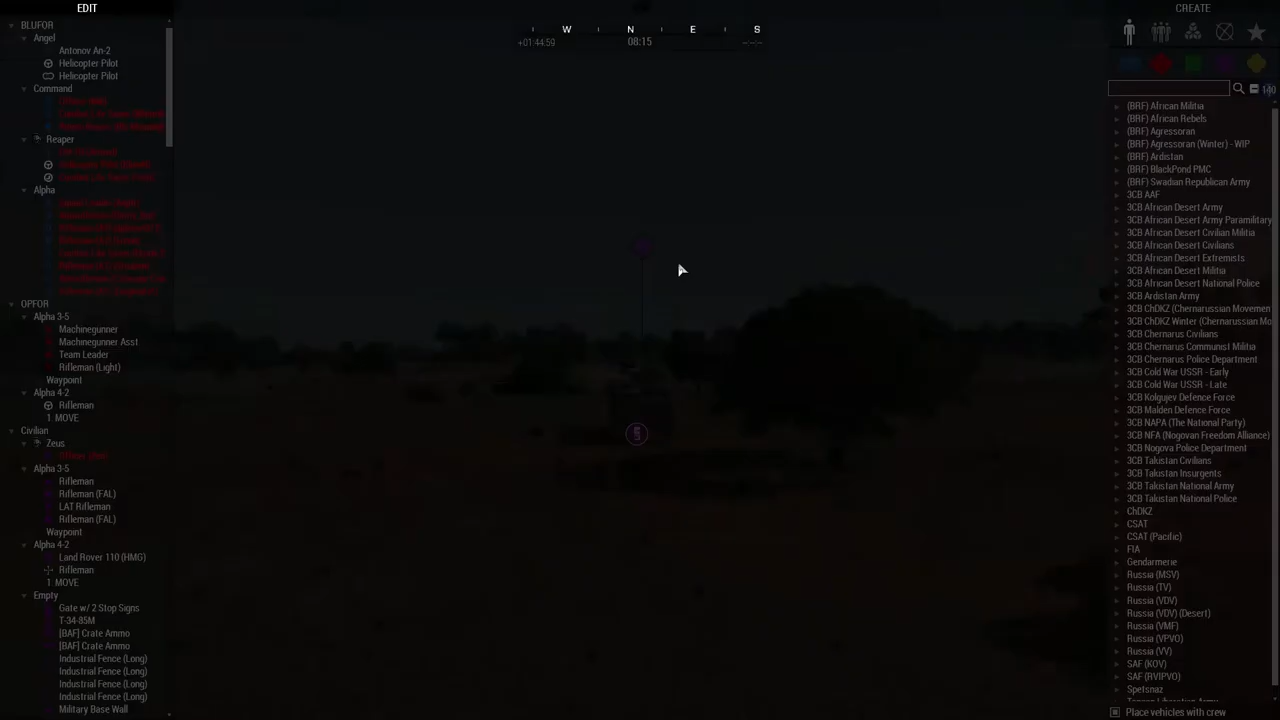 EDIT
BLUFOR
Angel
Antonov An-2
Helicopter Pilot
Helicopter Pilot
Command
Reaper
Alpha
OPFOR
Alpha 3-5
Machinegunner
Machinegunner Asst
Team Leader
Rifleman (Light)
Waypoint
Alpha 4-2
Rifleman
1 MOVE
Civilian
Zeus
Alpha 3-5
Rifleman
Rifleman (FAL)
LAT Rifleman
Rifleman (FAL)
Waypoint
Alpha 4-2
Land Rover 110 (HMG)
Rifleman
1 MOVE
Empty
Gate w/ 2 Stop Signs
T-34-85M
[BAF] Crate Ammo
[BAF] Crate Ammo
Industrial Fence (Long)
Industrial Fence (Long)
Industrial Fence (Long)
Industrial Fence (Long)
Military Base Wall
W N E S
+01:44:59 08:15
CREATE
140
(BRF) African Militia
(BRF) African Rebels
(BRF) Agressoran
(BRF) Agressoran (Winter) - WIP
(BRF) Ardistan
(BRF) BlackPond PMC
(BRF) Swadian Republican Army
3CB AAF
3CB African Desert Army
3CB African Desert Army Paramilitary
3CB African Desert Civilian Militia
3CB African Desert Civilians
3CB African Desert Extremists
3CB African Desert Militia
3CB African Desert National Police
3CB Ardistan Army
3CB ChDKZ (Chernarussian Movemen
3CB ChDKZ Winter (Chernarussian Mo
3CB Chernarus Civilians
3CB Chernarus Communist Militia
3CB Chernarus Police Department
3CB Cold War USSR - Early
3CB Cold War USSR - Late
3CB Kolgujev Defence Force
3CB Malden Defence Force
3CB NAPA (The National Party)
3CB NFA (Nogovan Freedom Alliance)
3CB Nogova Police Department
3CB Takistan Civilians
3CB Takistan Insurgents
3CB Takistan National Army
3CB Takistan National Police
ChDKZ
CSAT
CSAT (Pacific)
FIA
Gendarmerie
Russia (MSV)
Russia (TV)
Russia (VDV)
Russia (VDV) (Desert)
Russia (VMF)
Russia (VPVO)
Russia (VV)
SAF (KOV)
SAF (RVIPVO)
Spetsnaz
Place vehicles with crew